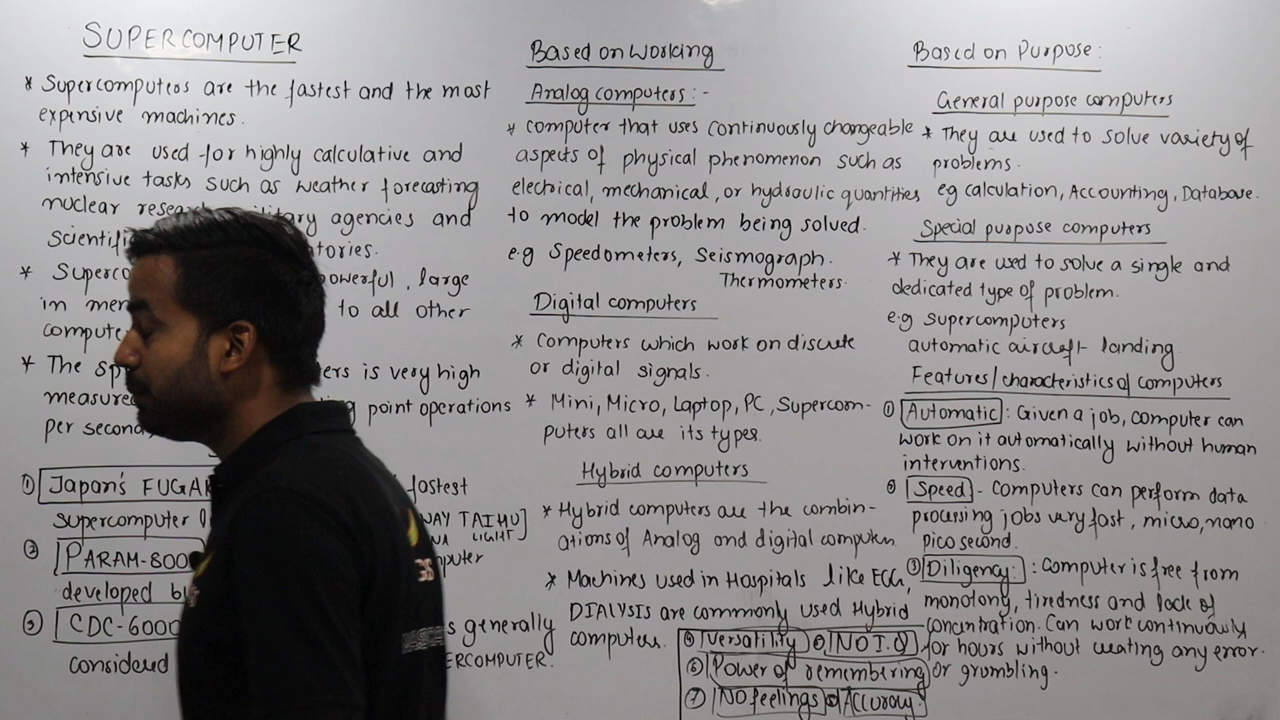 SUPERCOMPUTER
* Supercomputers are the fastest and the most
expensive machines.
* They are used for highly calculative and
intensive tasks such as weather forecasting
nuclear military agencies and
* powerful, large
in to all other
* The is very high
point operations
per second
① Japan's fastest
supercomputer
② PARAM-8000
developed by
③ CDC-6000 generally
considered
Based on Working
Analog computers:-
* Computer that uses continuously changeable
aspects of physical phenomenon such as
electrical, mechanical, or hydraulic quantities
to model the problem being solved.
e.g Speedometers, Seismograph.
Thermometers.
Digital computers
* Computers which work on discrete
or digital signals.
* Mini, Micro, Laptop, PC, Supercom-
puters all are its types.
Hybrid computers
* Hybrid computers are the combin-
ations of Analog and digital computers.
* Machines used in Hospitals like ECG,
DIALYSIS are commonly used Hybrid
computers.
Based on Purpose:
General purpose computers
* They are used to solve variety of
problems.
eg calculation, Accounting, Database.
Special purpose computers
* They are used to solve a single and
dedicated type of problem.
e.g Supercomputers
automatic aircraft landing
Features/characteristics of computers
① Automatic: Given a job, computer can
work on it automatically without human
interventions.
② Speed - Computers can perform data
processing jobs very fast, micro, nano
pico second.
③ Diligency: : Computer is free from
monotony, tiredness and lack of
concentration. Can work continuously
for hours without creating any error.
or grumbling.
Versatility NO I.Q
Power of remembering
⑦ No feelings Accuracy.